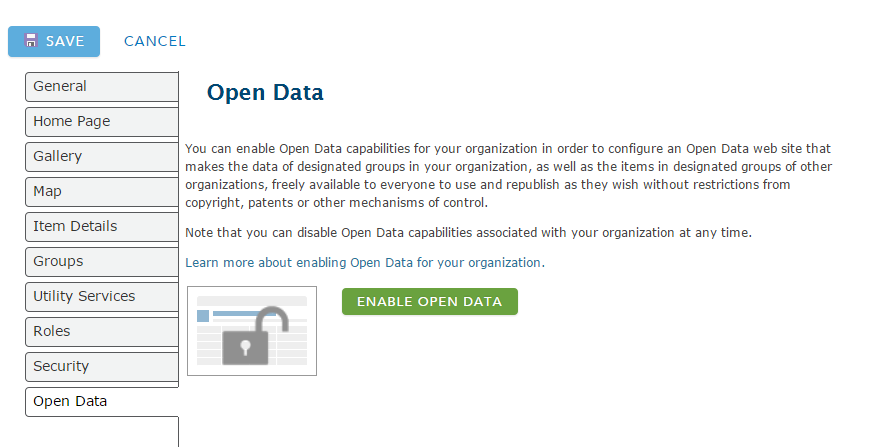 SAVE CANCEL
General
Home Page
Gallery
Map
Item Details
Groups
Utility Services
Roles
Security
Open Data
Open Data
You can enable Open Data capabilities for your organization in order to configure an Open Data web site that
makes the data of designated groups in your organization, as well as the items in designated groups of other
organizations, freely available to everyone to use and republish as they wish without restrictions from
copyright, patents or other mechanisms of control.
Note that you can disable Open Data capabilities associated with your organization at any time.
Learn more about enabling Open Data for your organization.
ENABLE OPEN DATA